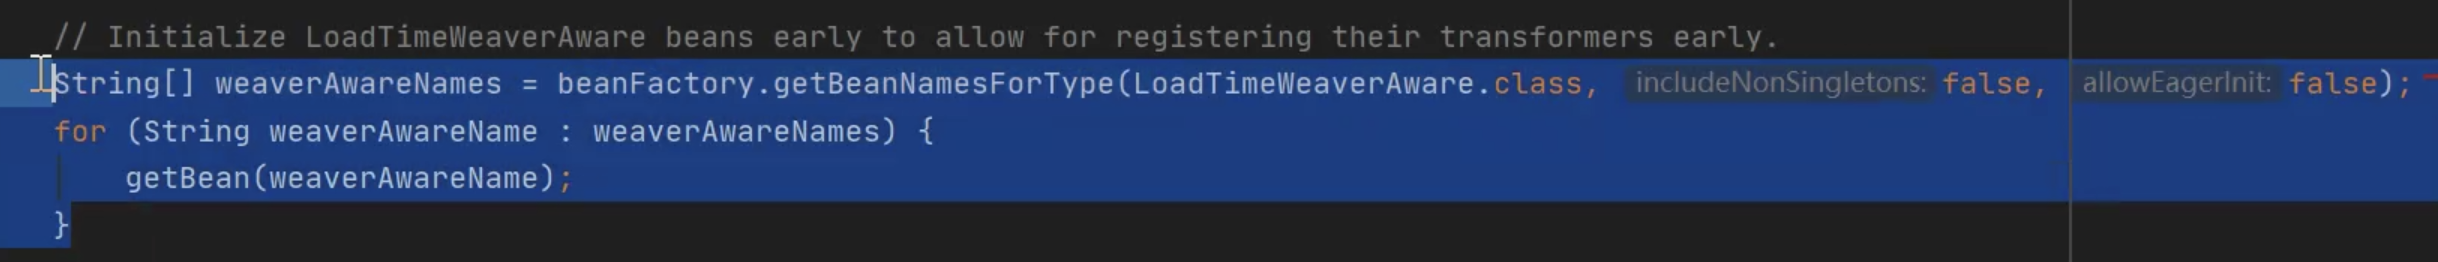 // Initialize LoadTimeWeaverAware beans early to allow for registering their transformers early.
String[] weaverAwareNames = beanFactory.getBeanNamesForType(LoadTimeWeaverAware.class, includeNonSingletons: false, allowEagerInit: false);
for (String weaverAwareName : weaverAwareNames) {
    getBean(weaverAwareName);
}